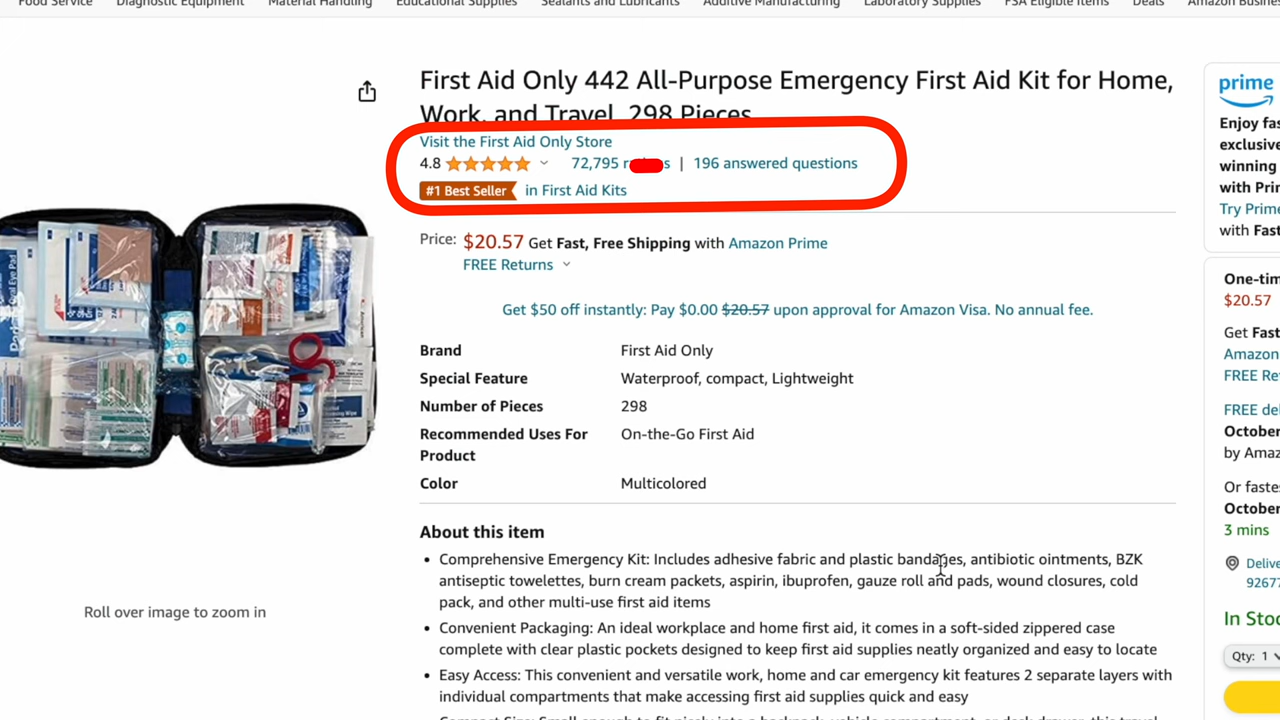 Food Service Diagnostic Equipment Material Handling Educational Supplies Sealants and Lubricants Additive Manufacturing Laboratory Supplies FSA Eligible Items Deals Amazon
First Aid Only 442 All-Purpose Emergency First Aid Kit for Home,
Work, and Travel, 298 Pieces
Visit the First Aid Only Store
4.8 72,795 | 196 answered questions
#1 Best Seller in First Aid Kits
Price: $20.57 Get Fast, Free Shipping with Amazon Prime
FREE Returns
Get $50 off instantly: Pay $0.00 $20.57 upon approval for Amazon Visa. No annual fee.
Brand First Aid Only
Special Feature Waterproof, compact, Lightweight
Number of Pieces 298
Recommended Uses For On-the-Go First Aid
Product
Color Multicolored
About this item
• Comprehensive Emergency Kit: Includes adhesive fabric and plastic bandages, antibiotic ointments, BZK
antiseptic towelettes, burn cream packets, aspirin, ibuprofen, gauze roll and pads, wound closures, cold
pack, and other multi-use first aid items
• Convenient Packaging: An ideal workplace and home first aid, it comes in a soft-sided zippered case
complete with clear plastic pockets designed to keep first aid supplies neatly organized and easy to locate
• Easy Access: This convenient and versatile work, home and car emergency kit features 2 separate layers with
individual compartments that make accessing first aid supplies quick and easy
Roll over image to zoom in
prime
Enjoy
exclusive
winning
with
Try
with
One-
$20.57
Get
Amazon
FREE
FREE
October
by
Or
October
3 mins
92677
In
Qty: 1